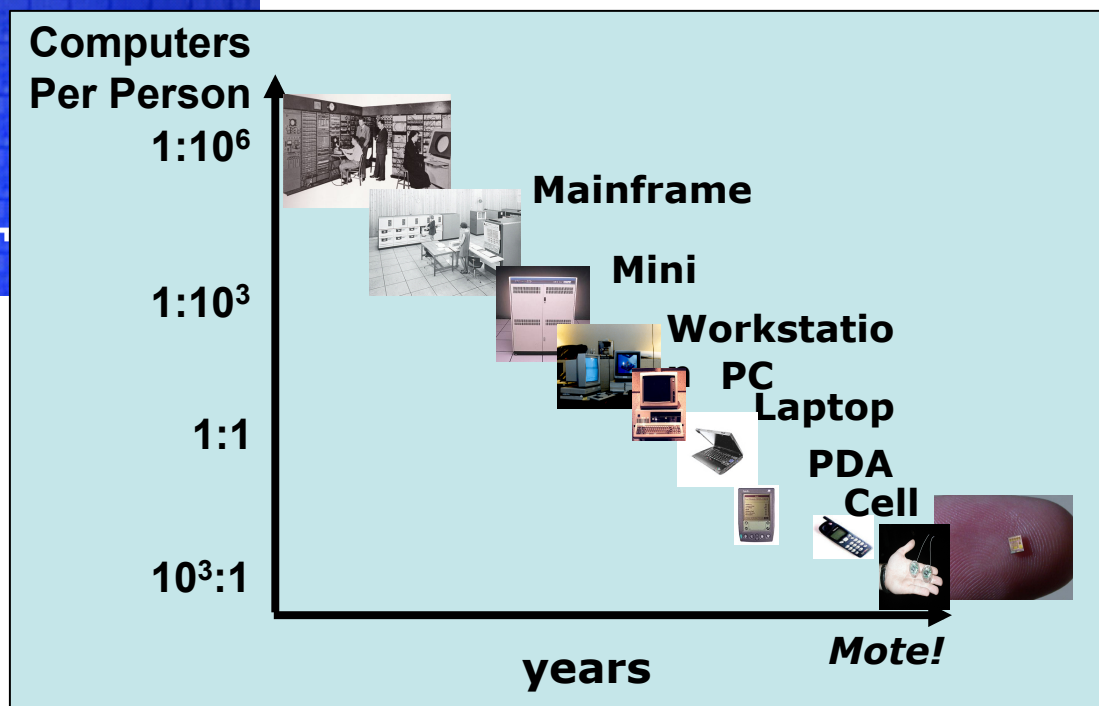 Computers
Per Person
1:10⁶
Mainframe
Mini
1:10³
Workstatio
n PC
Laptop
1:1
PDA
Cell
10³:1
Mote!
years